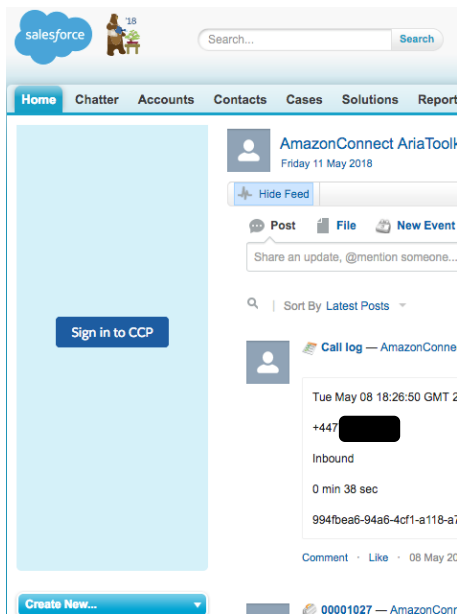 salesforce
'18
Search...
Search
Home Chatter Accounts Contacts Cases Solutions Report
AmazonConnect AriaToolk
Friday 11 May 2018
Hide Feed
Post File New Event
Share an update, @mention someone...
Sort By Latest Posts
Sign in to CCP
Call log — AmazonConne
Tue May 08 18:26:50 GMT 2
+447
Inbound
0 min 38 sec
994fbea6-94a6-4cf1-a118-a7
Comment · Like · 08 May 20
Create New...
00001027 — AmazonConn